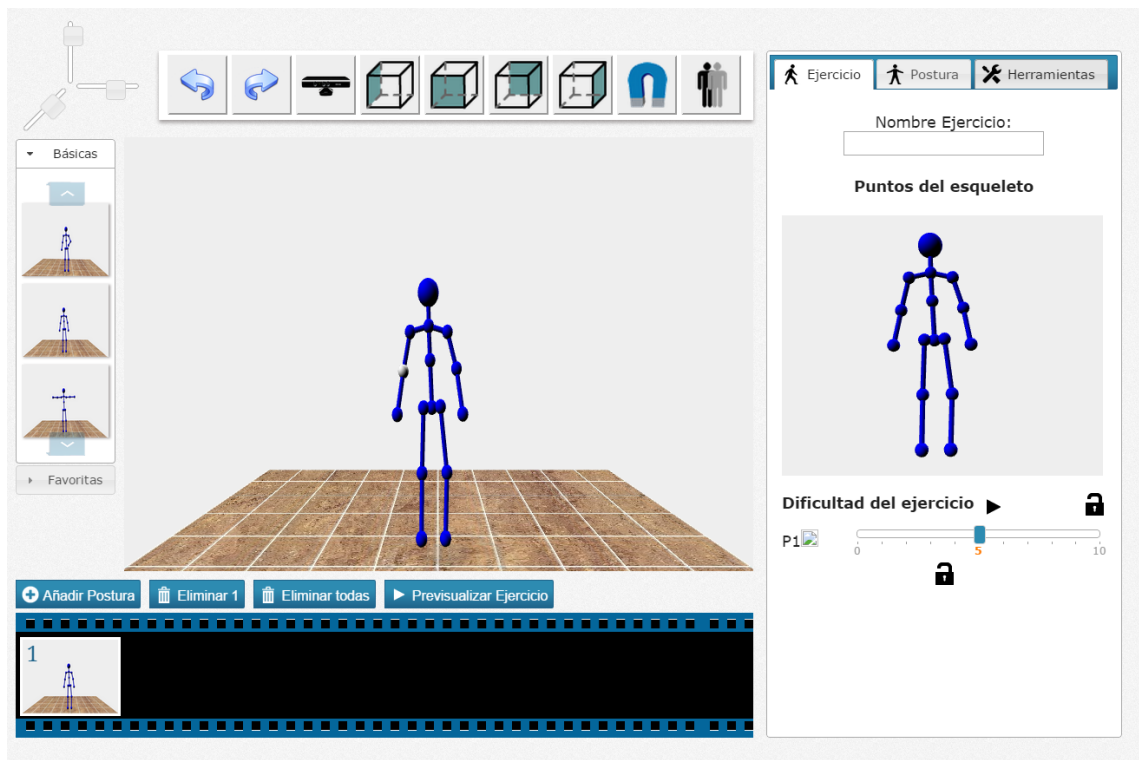 Ejercicio
Postura
Herramientas
Nombre Ejercicio:
Básicas
Puntos del esqueleto
Favoritas
Dificultad del ejercicio
P1
0
5
10
Añadir Postura
Eliminar 1
Eliminar todas
Previsualizar Ejercicio
1